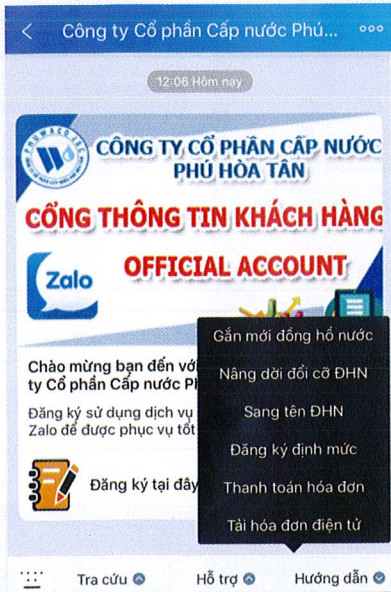 Công ty Cổ phần Cấp nước Phú...
12:06 Hôm nay
PHUWACO.JSC
CÔNG TY CỔ PHẦN CẤP NƯỚC
PHÚ HÒA TÂN
CỔNG THÔNG TIN KHÁCH HÀNG
OFFICIAL ACCOUNT
Zalo
Chào mừng bạn đến với
ty Cổ phần Cấp nước
Đăng ký sử dụng dịch vụ
Zalo để được phục vụ tốt
Đăng ký tại đây
Gắn mới đồng hồ nước
Nâng dời đổi cỡ ĐHN
Sang tên ĐHN
Đăng ký định mức
Thanh toán hóa đơn
Tải hóa đơn điện tử
Tra cứu
Hỗ trợ
Hướng dẫn